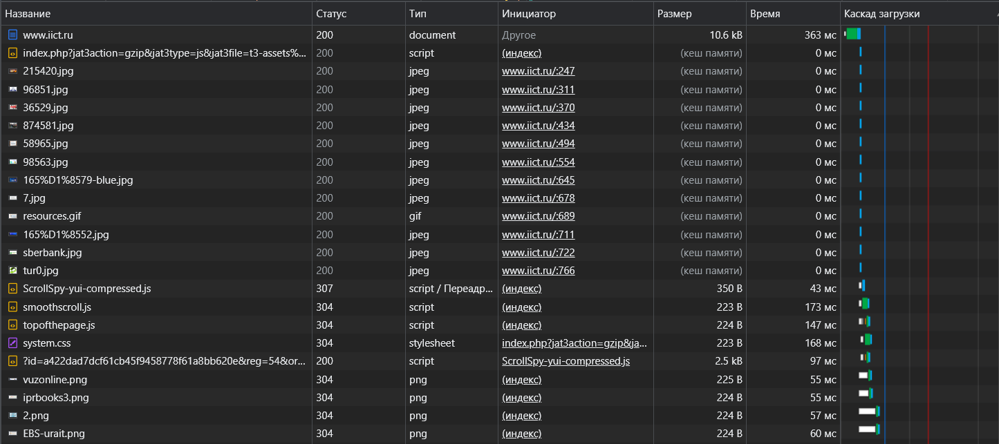 Название Статус Тип Инициатор Размер Время Каскад загрузки
www.iict.ru 200 document Другое 10.6 kB 363 мс
index.php?jat3action=gzip&jat3type=js&jat3file=t3-assets%... 200 script (индекс) (кеш памяти) 0 мс
215420.jpg 200 jpeg www.iict.ru/:247 (кеш памяти) 0 мс
96851.jpg 200 jpeg www.iict.ru/:311 (кеш памяти) 0 мс
36529.jpg 200 jpeg www.iict.ru/:370 (кеш памяти) 0 мс
874581.jpg 200 jpeg www.iict.ru/:434 (кеш памяти) 0 мс
58965.jpg 200 jpeg www.iict.ru/:494 (кеш памяти) 0 мс
98563.jpg 200 jpeg www.iict.ru/:554 (кеш памяти) 0 мс
165%D1%8579-blue.jpg 200 jpeg www.iict.ru/:645 (кеш памяти) 0 мс
7.jpg 200 jpeg www.iict.ru/:678 (кеш памяти) 0 мс
resources.gif 200 gif www.iict.ru/:689 (кеш памяти) 0 мс
165%D1%8552.jpg 200 jpeg www.iict.ru/:711 (кеш памяти) 0 мс
sberbank.jpg 200 jpeg www.iict.ru/:722 (кеш памяти) 0 мс
tur0.jpg 200 jpeg www.iict.ru/:766 (кеш памяти) 0 мс
ScrollSpy-yui-compressed.js 307 script / Переадр... (индекс) 350 B 43 мс
smoothscroll.js 304 script (индекс) 223 B 173 мс
topofthepage.js 304 script (индекс) 224 B 147 мс
system.css 304 stylesheet index.php?jat3action=gzip&ja... 223 B 168 мс
?id=a422dad7dcf61cb45f9458778f61a8bb620e&reg=54&or... 200 script ScrollSpy-yui-compressed.js 2.5 kB 97 мс
vuzonline.png 304 png (индекс) 225 B 55 мс
iprbooks3.png 304 png (индекс) 224 B 55 мс
2.png 304 png (индекс) 224 B 57 мс
EBS-urait.png 304 png (индекс) 224 B 60 мс